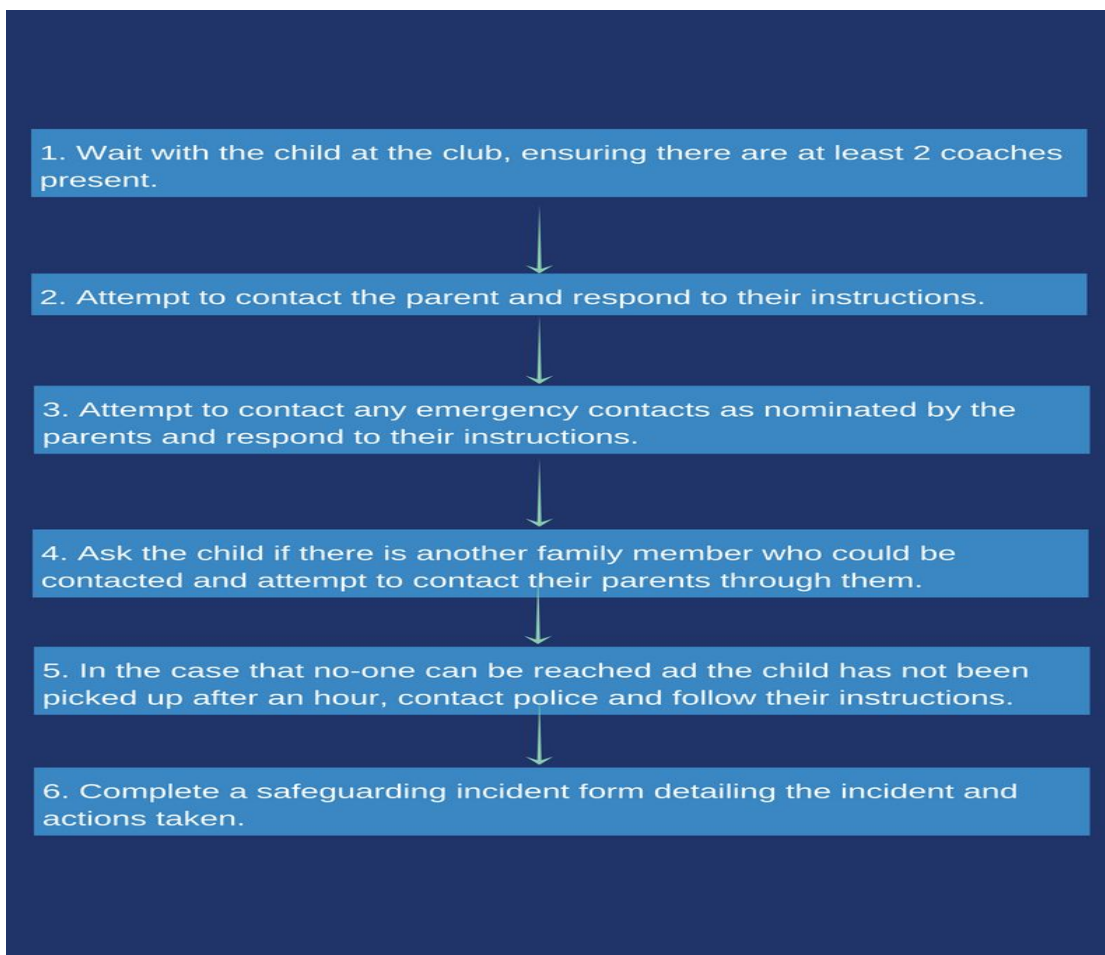 1. Wait with the child at the club, ensuring there are at least 2 coaches
present.
2. Attempt to contact the parent and respond to their instructions.
3. Attempt to contact any emergency contacts as nominated by the
parents and respond to their instructions.
4. Ask the child if there is another family member who could be
contacted and attempt to contact their parents through them.
5. In the case that no-one can be reached ad the child has not been
picked up after an hour, contact police and follow their instructions.
6. Complete a safeguarding incident form detailing the incident and
actions taken.